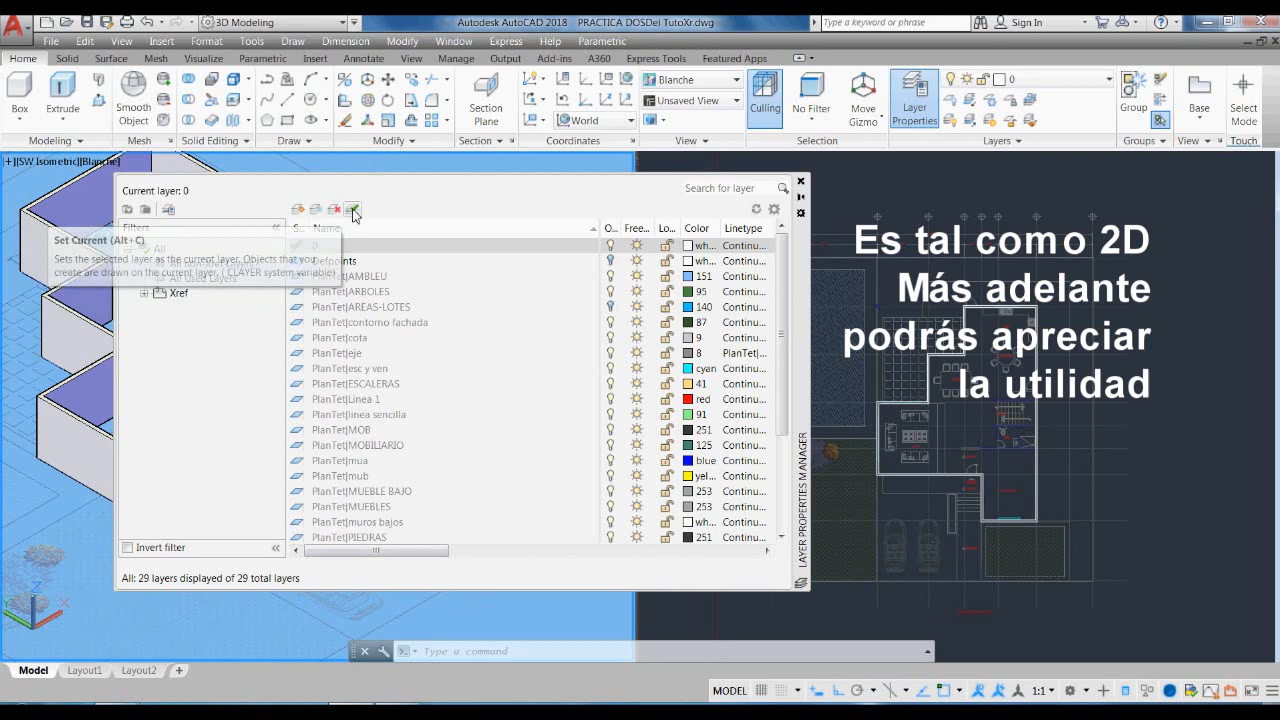 3D Modeling
Autodesk AutoCAD 2018 PRACTICA DOSDel TutoXr.dwg
Type a keyword or phrase
Sign In
File Edit View Insert Format Tools Draw Dimension Modify Window Express Help Parametric
Home Solid Surface Mesh Visualize Parametric Insert Annotate View Manage Output Add-ins A360 Express Tools Featured Apps
Box
Extrude
Smooth
Object
Section
Plane
World
Blanche
Unsaved View
Culling
No Filter
Move
Gizmo
Layer
Properties
0
Group
Base
Select
Mode
Modeling Mesh Solid Editing Draw Modify Section Coordinates View Selection Layers Groups View Touch
[+][SW Isometric][Blanche]
Current layer: 0
Search for layer
Filters
S... Name O... Free... Lo... Color Linetype
Set Current (Alt+C)
Sets the selected layer as the current layer. Objects that you
create are drawn on the current layer. ( CLAYER system variable)
All
All Used Layers
Xref
0 wh... Continu...
Defpoints wh... Continu...
PlanTet|AMBLEU 151 Continu...
PlanTet|ARBOLES 95 Continu...
PlanTet|AREAS-LOTES 140 Continu...
PlanTet|contorno fachada 87 Continu...
PlanTet|cota 9 Continu...
PlanTet|eje 8 PlanTet|...
PlanTet|esc y ven cyan Continu...
PlanTet|ESCALERAS 41 Continu...
PlanTet|Linea 1 red Continu...
PlanTet|linea sencilla 91 Continu...
PlanTet|MOB 251 Continu...
PlanTet|MOBILIARIO 125 Continu...
PlanTet|mua blue Continu...
PlanTet|mub yel... Continu...
PlanTet|MUEBLE BAJO 253 Continu...
PlanTet|MUEBLES 253 Continu...
PlanTet|muros bajos wh... Continu...
PlanTet|PIEDRAS 251 Continu...
Invert filter
All: 29 layers displayed of 29 total layers
LAYER PROPERTIES MANAGER
Es tal como 2D
Más adelante
podrás apreciar
la utilidad
Z
X
Type a command
Model Layout1 Layout2 +
MODEL 1:1